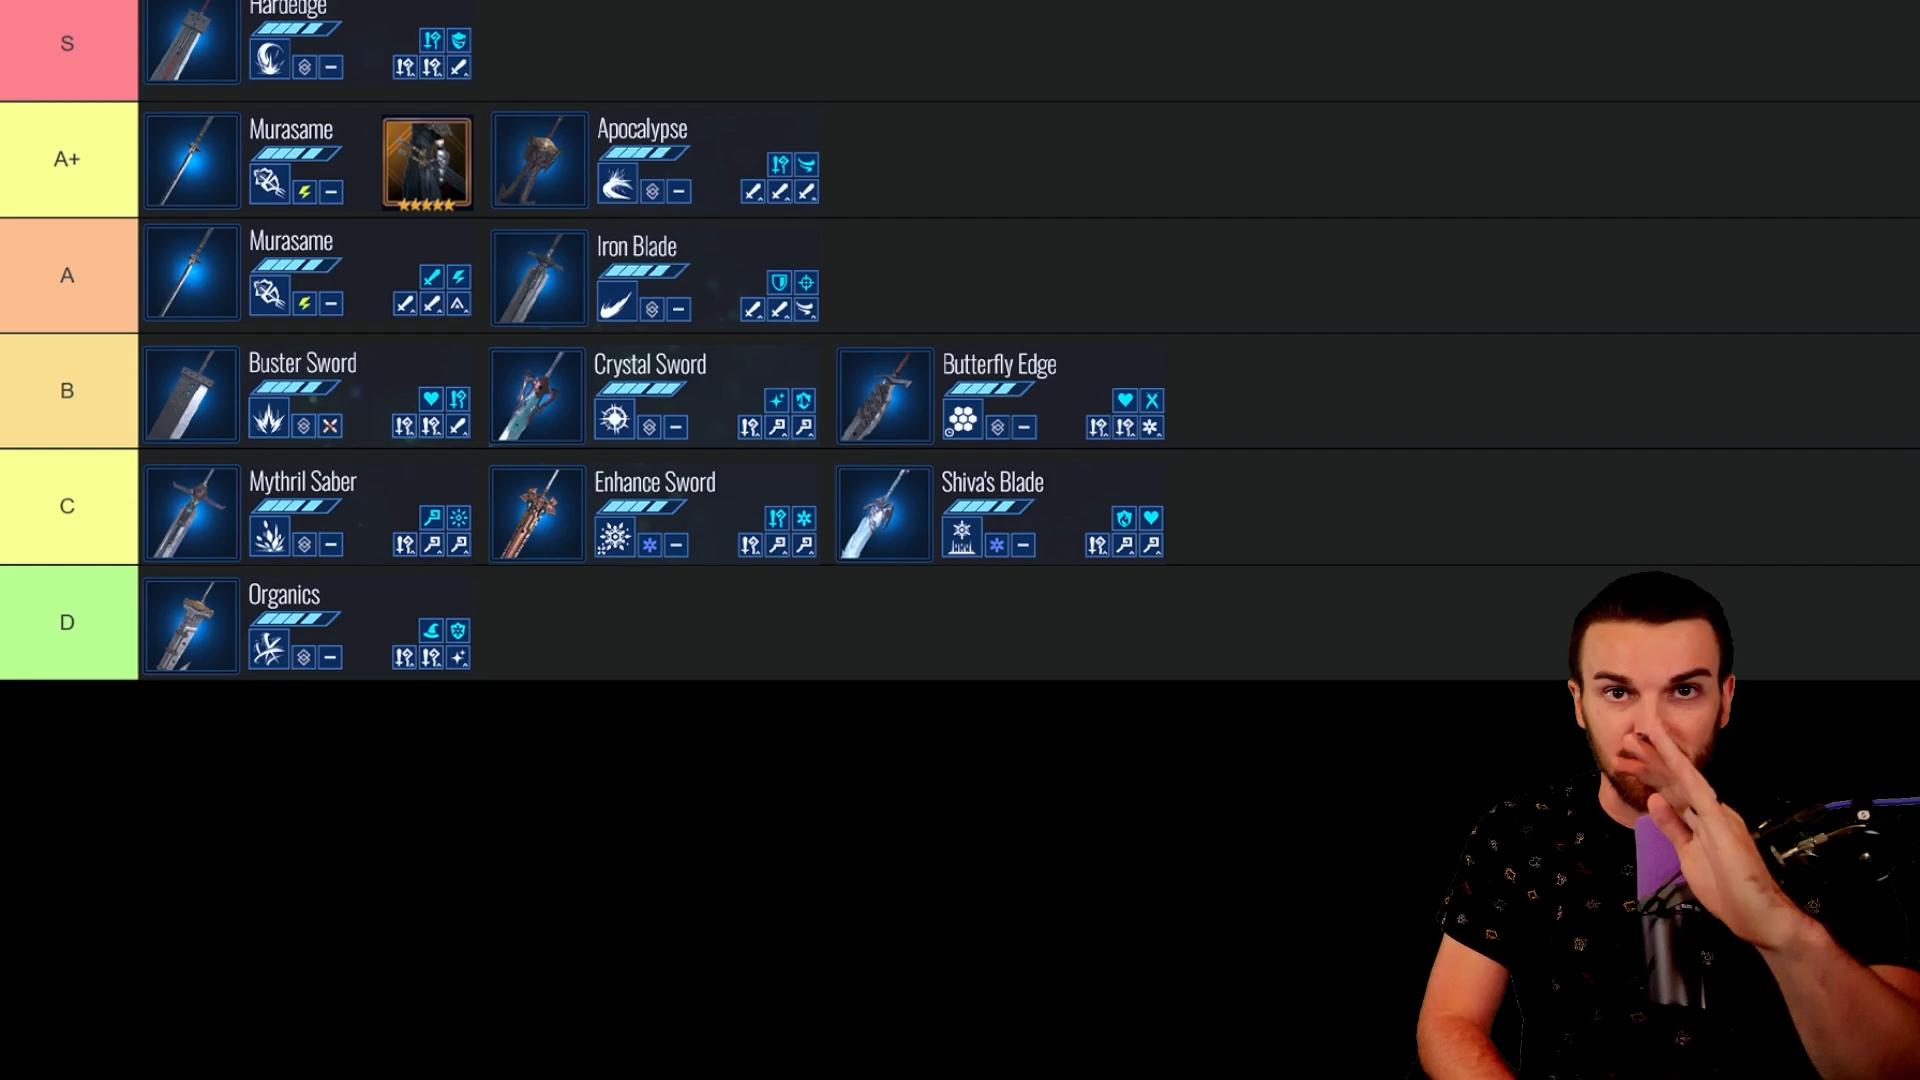 S
Hardedge
A+
Murasame
Apocalypse
A
Murasame
Iron Blade
B
Buster Sword
Crystal Sword
Butterfly Edge
C
Mythril Saber
Enhance Sword
Shiva's Blade
D
Organics